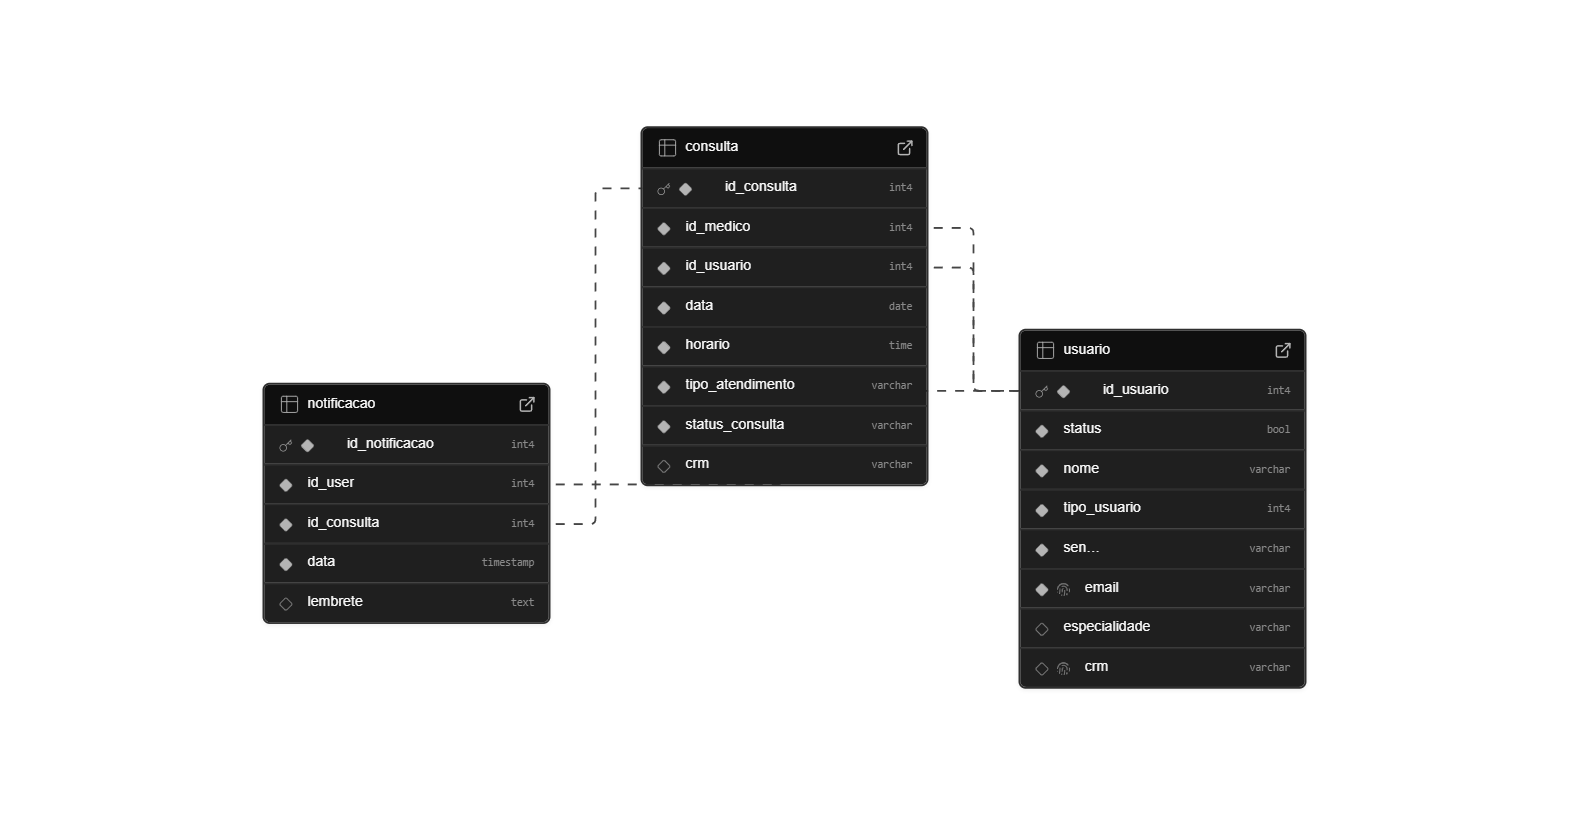 consulta
id_consulta int4
id_medico int4
id_usuario int4
data date
horario time
tipo_atendimento varchar
status_consulta varchar
crm varchar
usuario
id_usuario int4
status bool
nome varchar
tipo_usuario int4
sen... varchar
email varchar
especialidade varchar
crm varchar
notificacao
id_notificacao int4
id_user int4
id_consulta int4
data timestamp
lembrete text